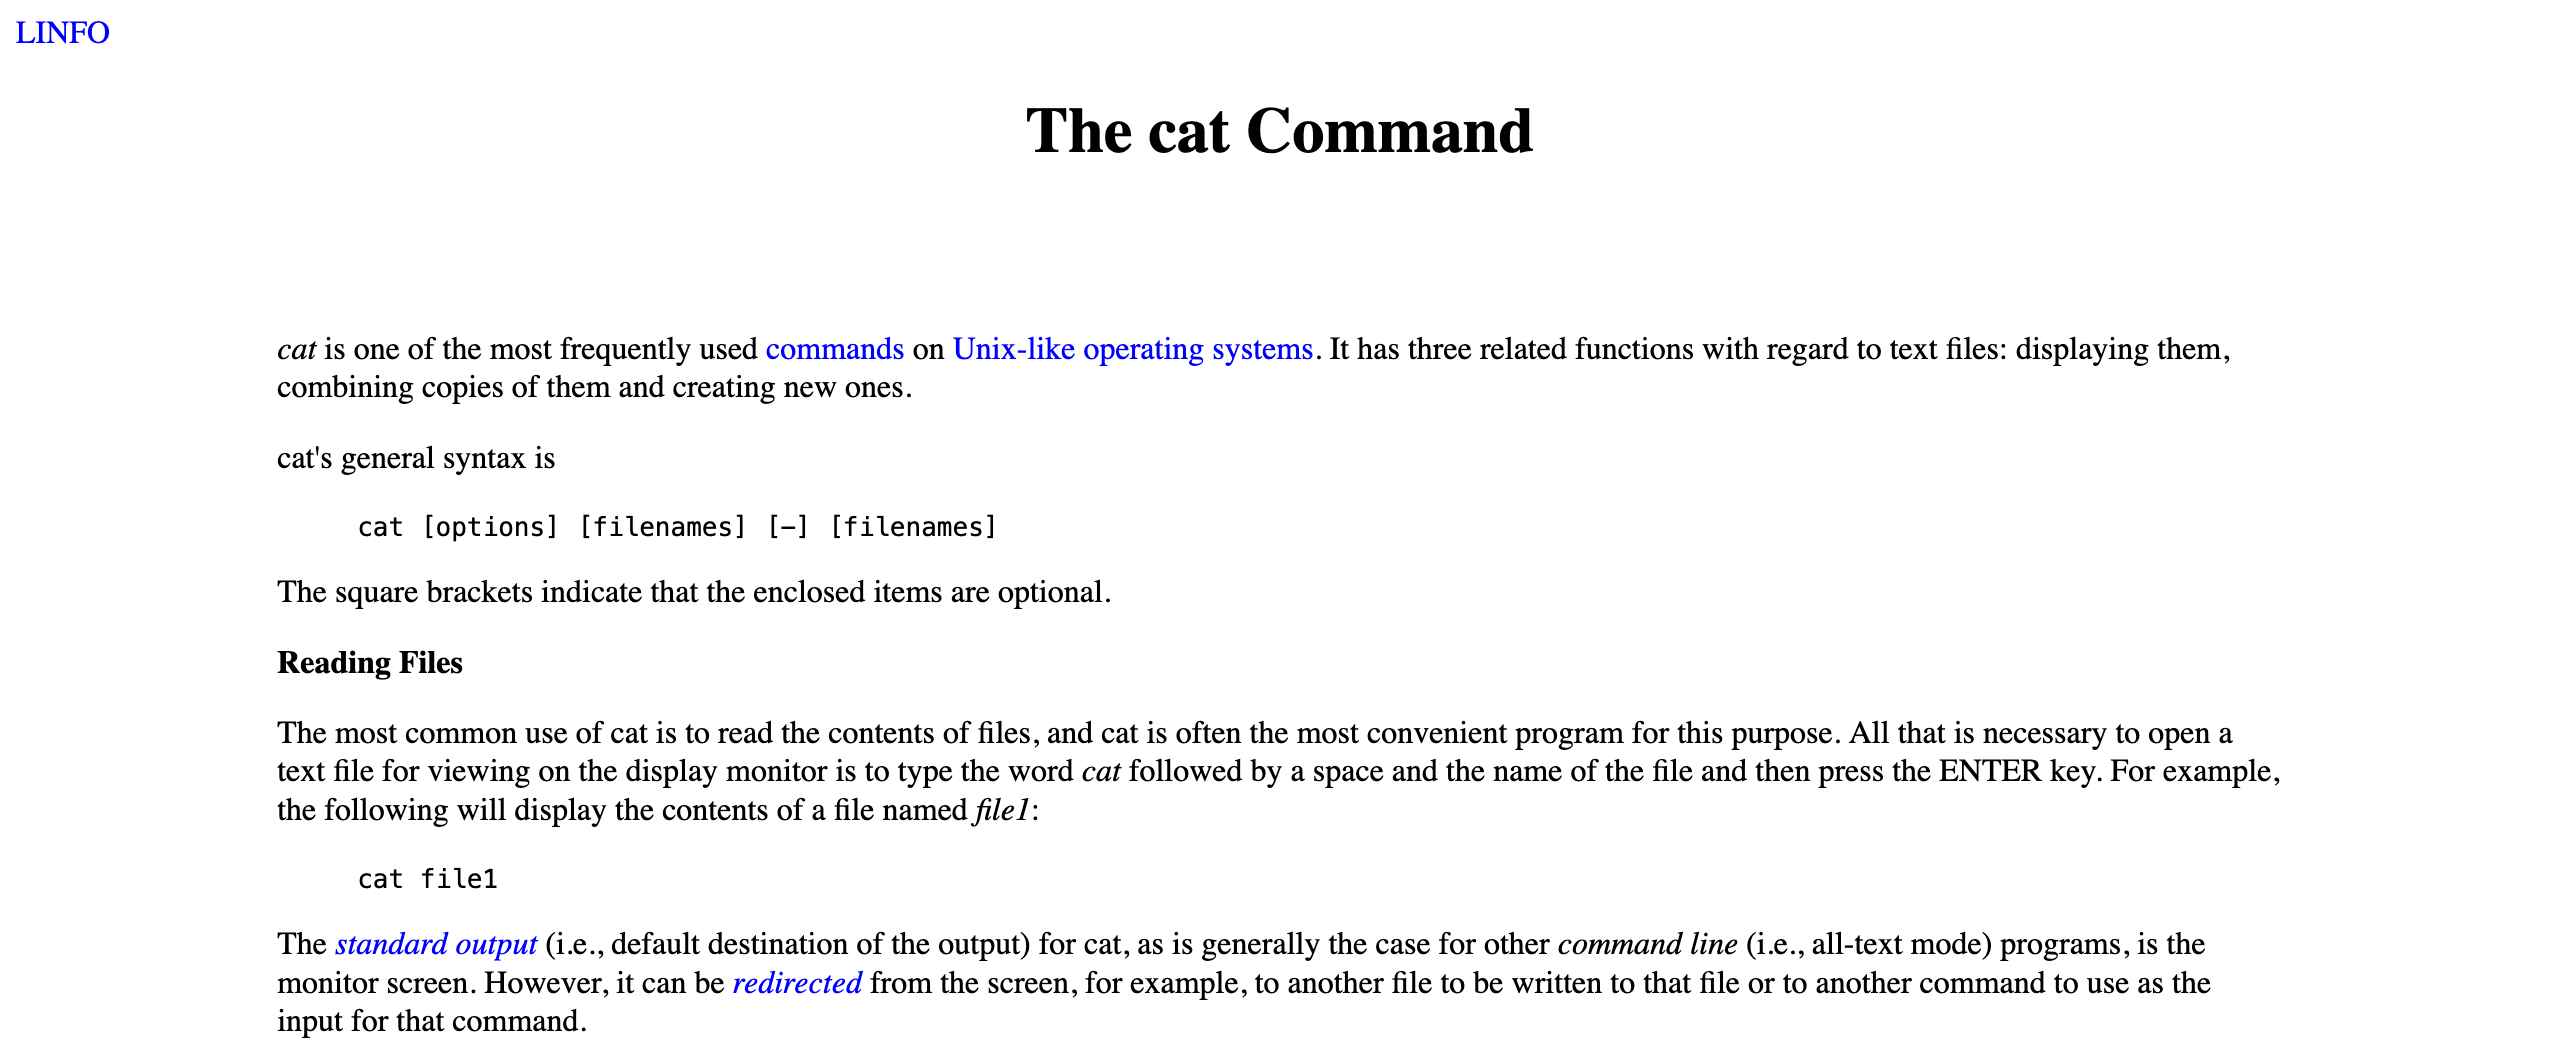 LINFO
The cat Command
cat is one of the most frequently used commands on Unix-like operating systems. It has three related functions with regard to text files: displaying them,
combining copies of them and creating new ones.
cat's general syntax is
cat [options] [filenames] [-] [filenames]
The square brackets indicate that the enclosed items are optional.
Reading Files
The most common use of cat is to read the contents of files, and cat is often the most convenient program for this purpose. All that is necessary to open a
text file for viewing on the display monitor is to type the word cat followed by a space and the name of the file and then press the ENTER key. For example,
the following will display the contents of a file named file1:
cat file1
The standard output (i.e., default destination of the output) for cat, as is generally the case for other command line (i.e., all-text mode) programs, is the
monitor screen. However, it can be redirected from the screen, for example, to another file to be written to that file or to another command to use as the
input for that command.